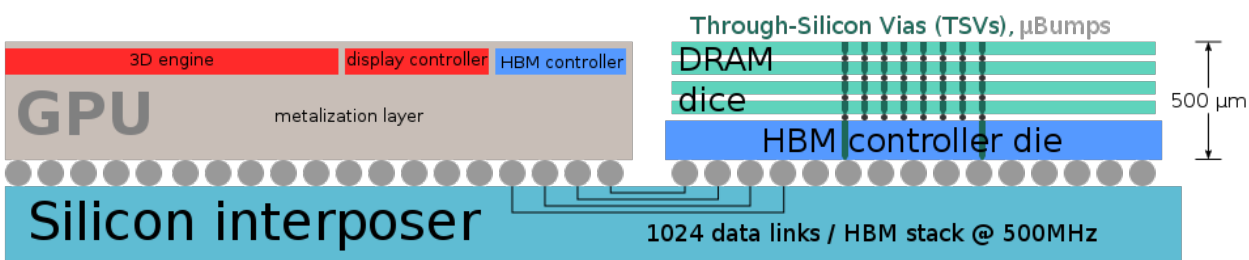 Through-Silicon Vias (TSVs), µBumps
3D engine
display controller
HBM controller
GPU
metalization layer
DRAM
dice
HBM controller die
500 µm
Silicon interposer
1024 data links / HBM stack @ 500MHz